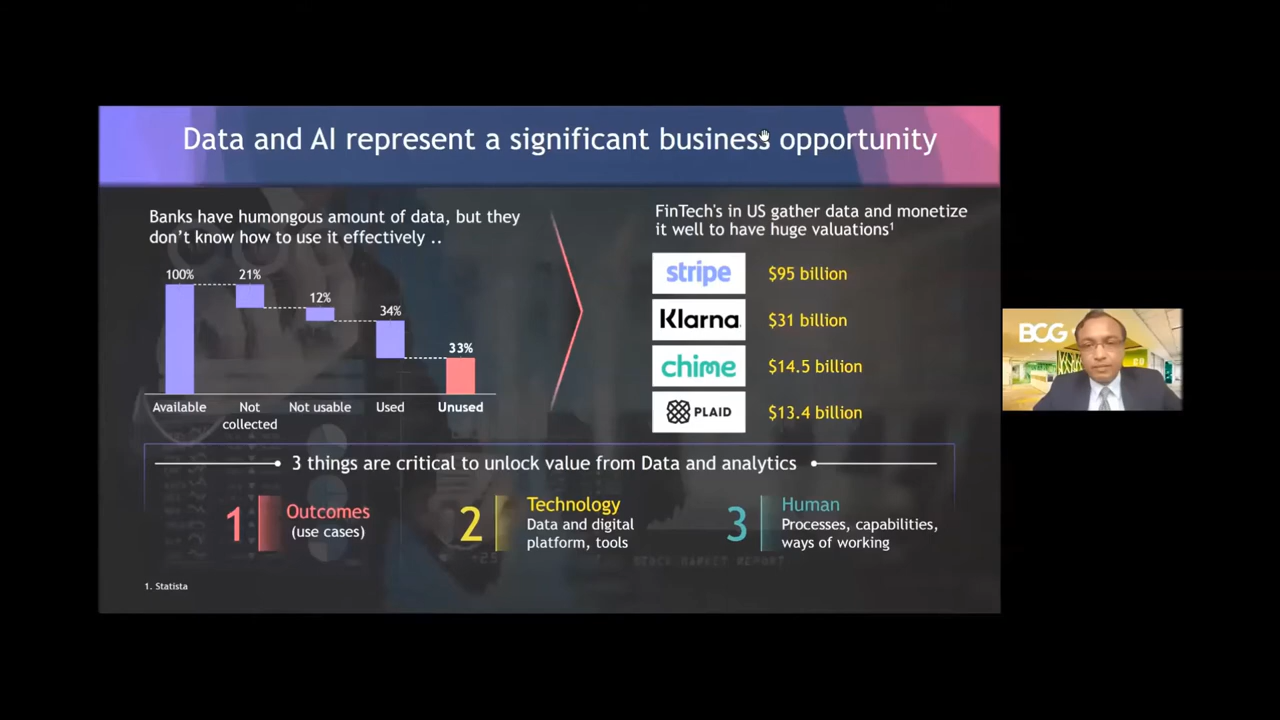 Data and AI represent a significant business opportunity
Banks have humongous amount of data, but they
don't know how to use it effectively ..
100%
21%
12%
34%
33%
Available
Not
collected
Not usable
Used
Unused
FinTech's in US gather data and monetize
it well to have huge valuations¹
stripe
$95 billion
Klarna.
$31 billion
chime
$14.5 billion
PLAID
$13.4 billion
BCG
3 things are critical to unlock value from Data and analytics
1
Outcomes
(use cases)
2
Technology
Data and digital
platform, tools
3
Human
Processes, capabilities,
ways of working
STOCK MARKET REPORT
1. Statista